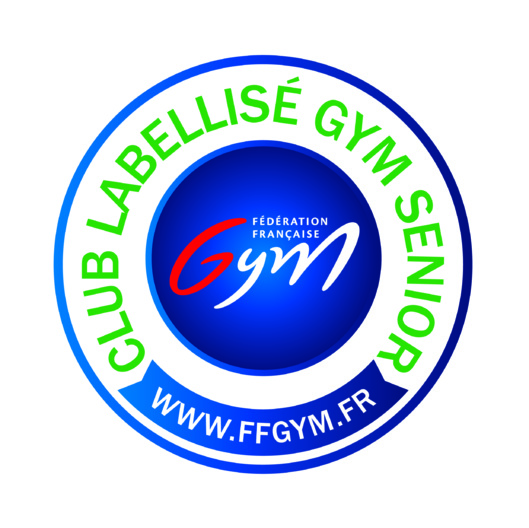 CLUB LABELLISÉ GYM SENIOR
FÉDÉRATION
FRANÇAISE
Gym
WWW.FFGYM.FR